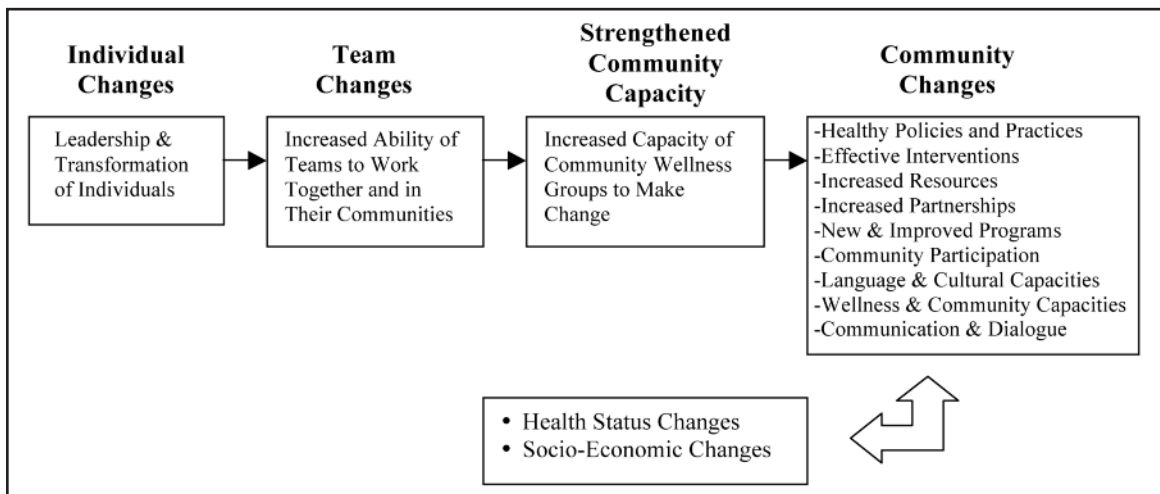 Individual
Changes
Team
Changes
Strengthened
Community
Capacity
Community
Changes
Leadership &
Transformation
of Individuals
Increased Ability of
Teams to Work
Together and in
Their Communities
Increased Capacity of
Community Wellness
Groups to Make
Change
-Healthy Policies and Practices
-Effective Interventions
-Increased Resources
-Increased Partnerships
-New & Improved Programs
-Community Participation
-Language & Cultural Capacities
-Wellness & Community Capacities
-Communication & Dialogue
• Health Status Changes
• Socio-Economic Changes